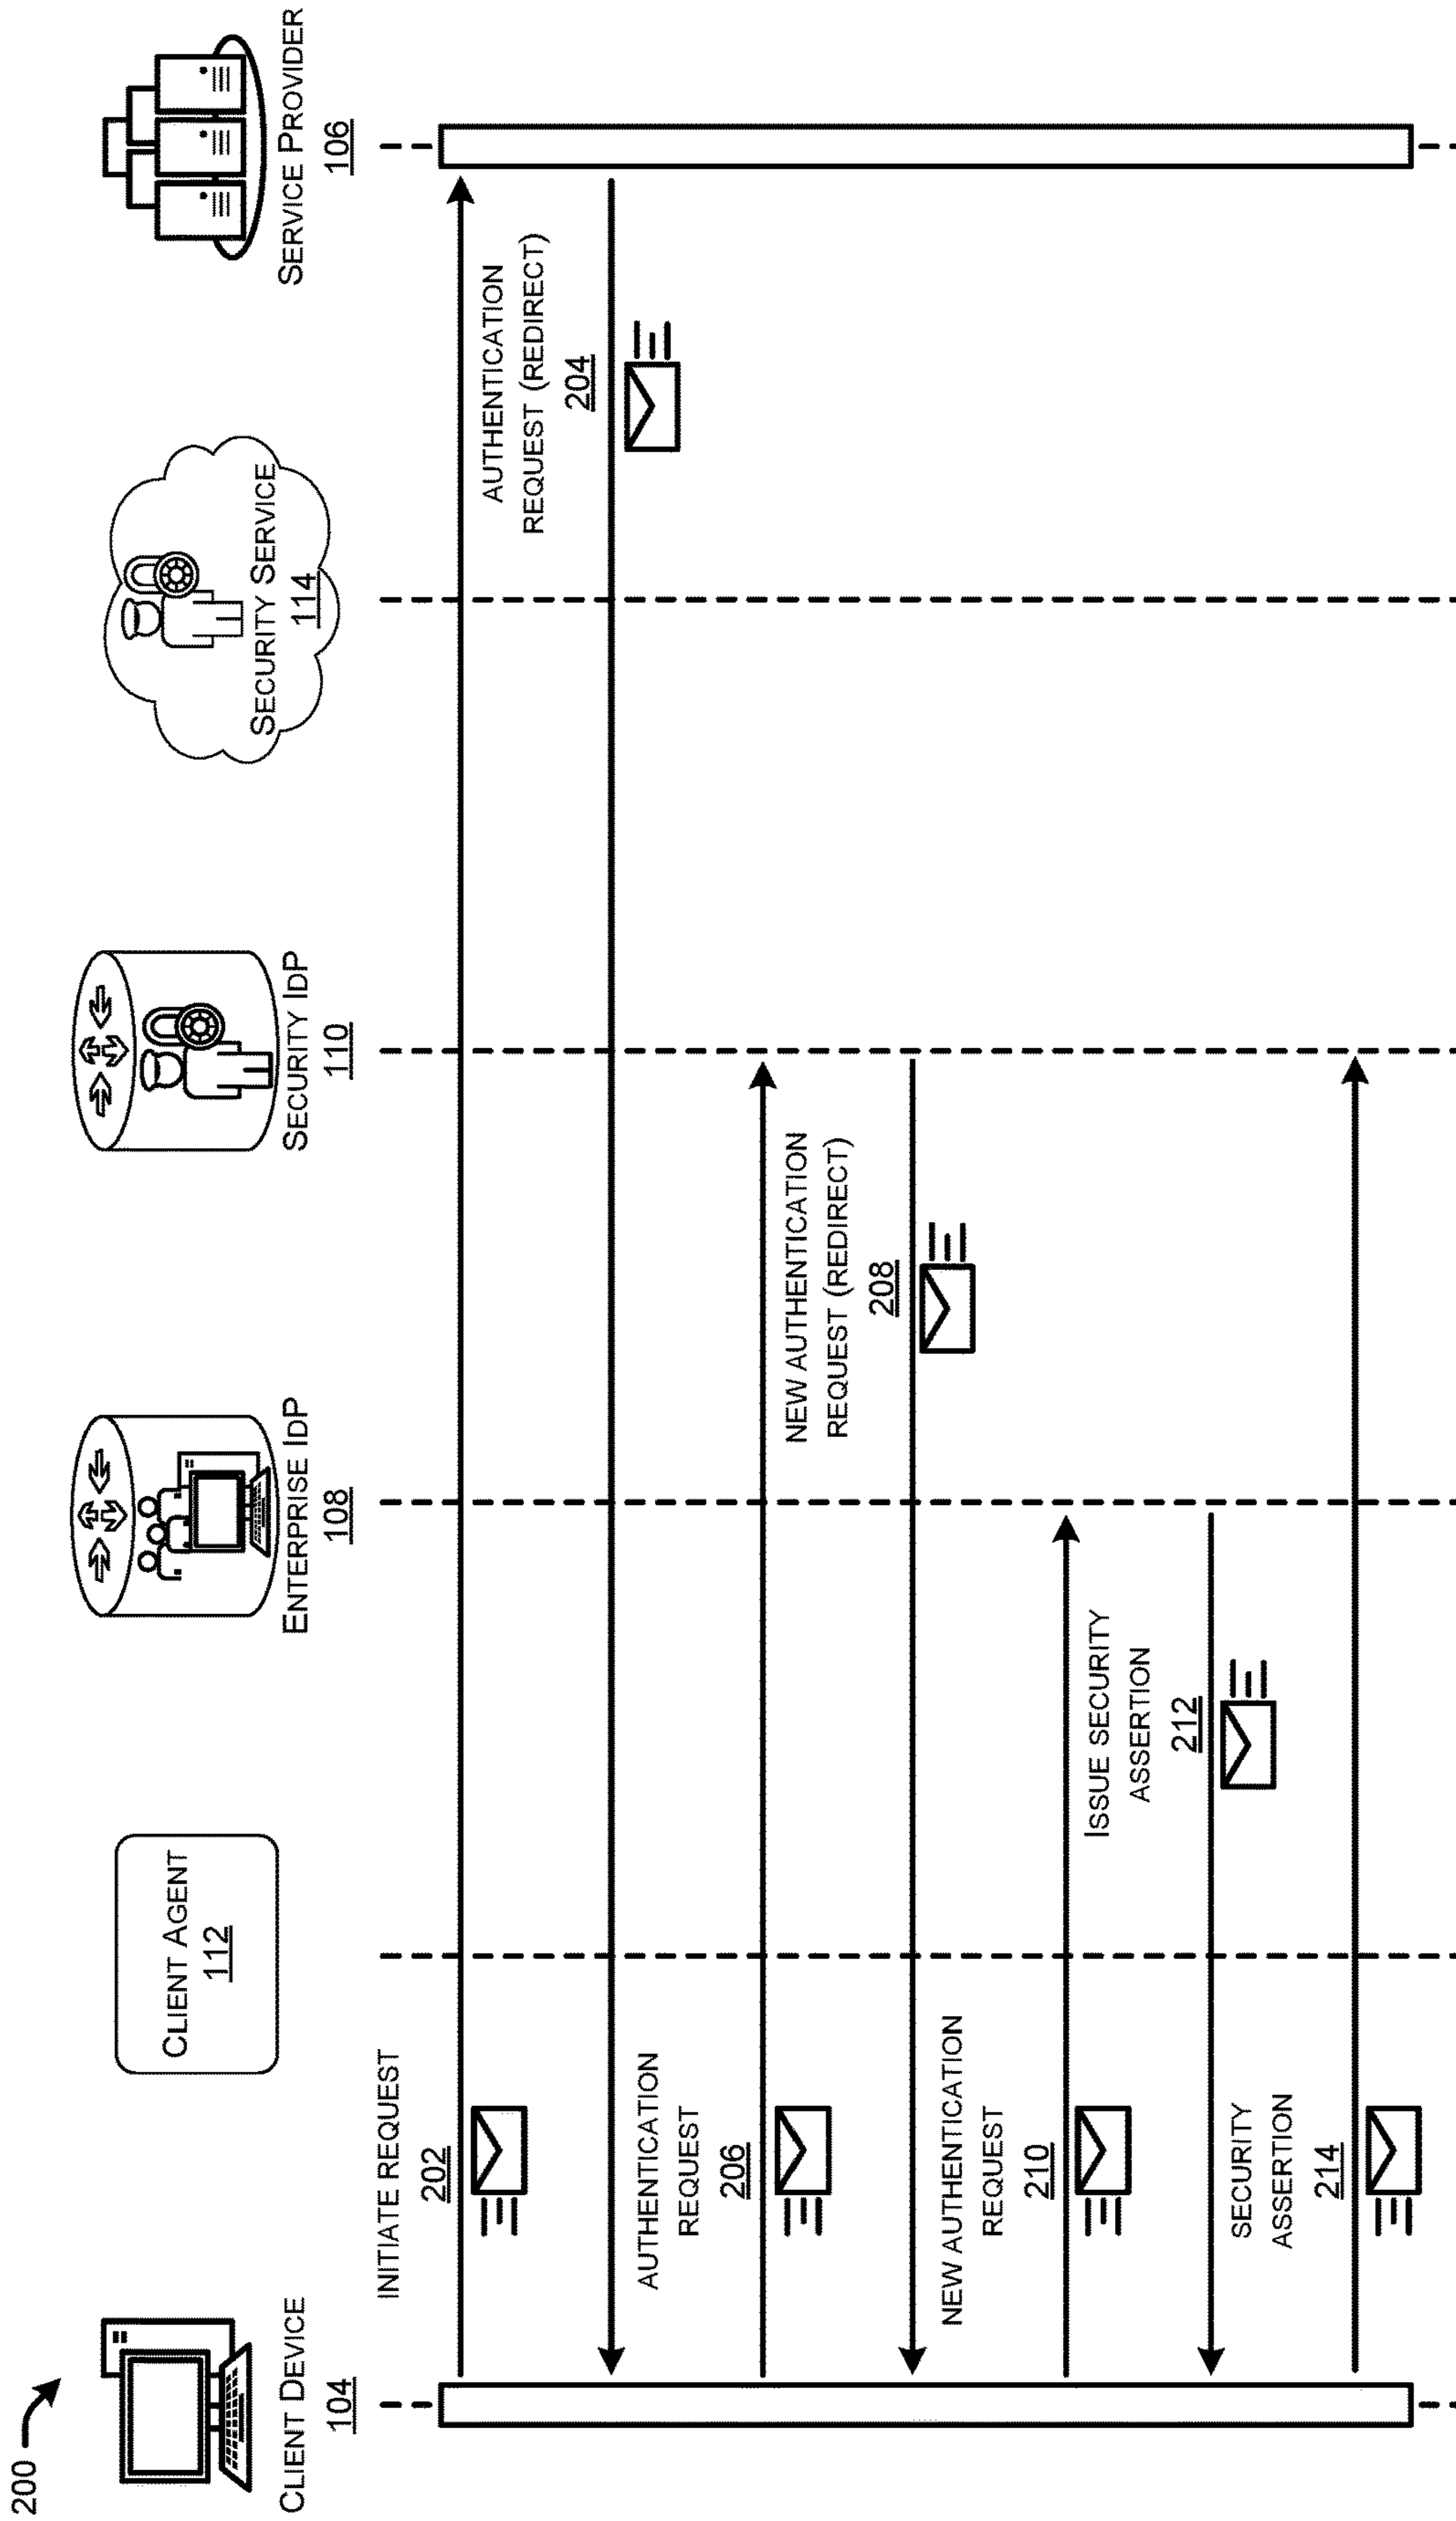 200
CLIENT DEVICE
104
CLIENT AGENT
112
ENTERPRISE IDP
108
SECURITY IDP
110
SECURITY SERVICE
114
SERVICE PROVIDER
106
INITIATE REQUEST
202
AUTHENTICATION
REQUEST (REDIRECT)
204
AUTHENTICATION
REQUEST
206
NEW AUTHENTICATION
REQUEST (REDIRECT)
208
NEW AUTHENTICATION
REQUEST
210
ISSUE SECURITY
ASSERTION
212
SECURITY
ASSERTION
214